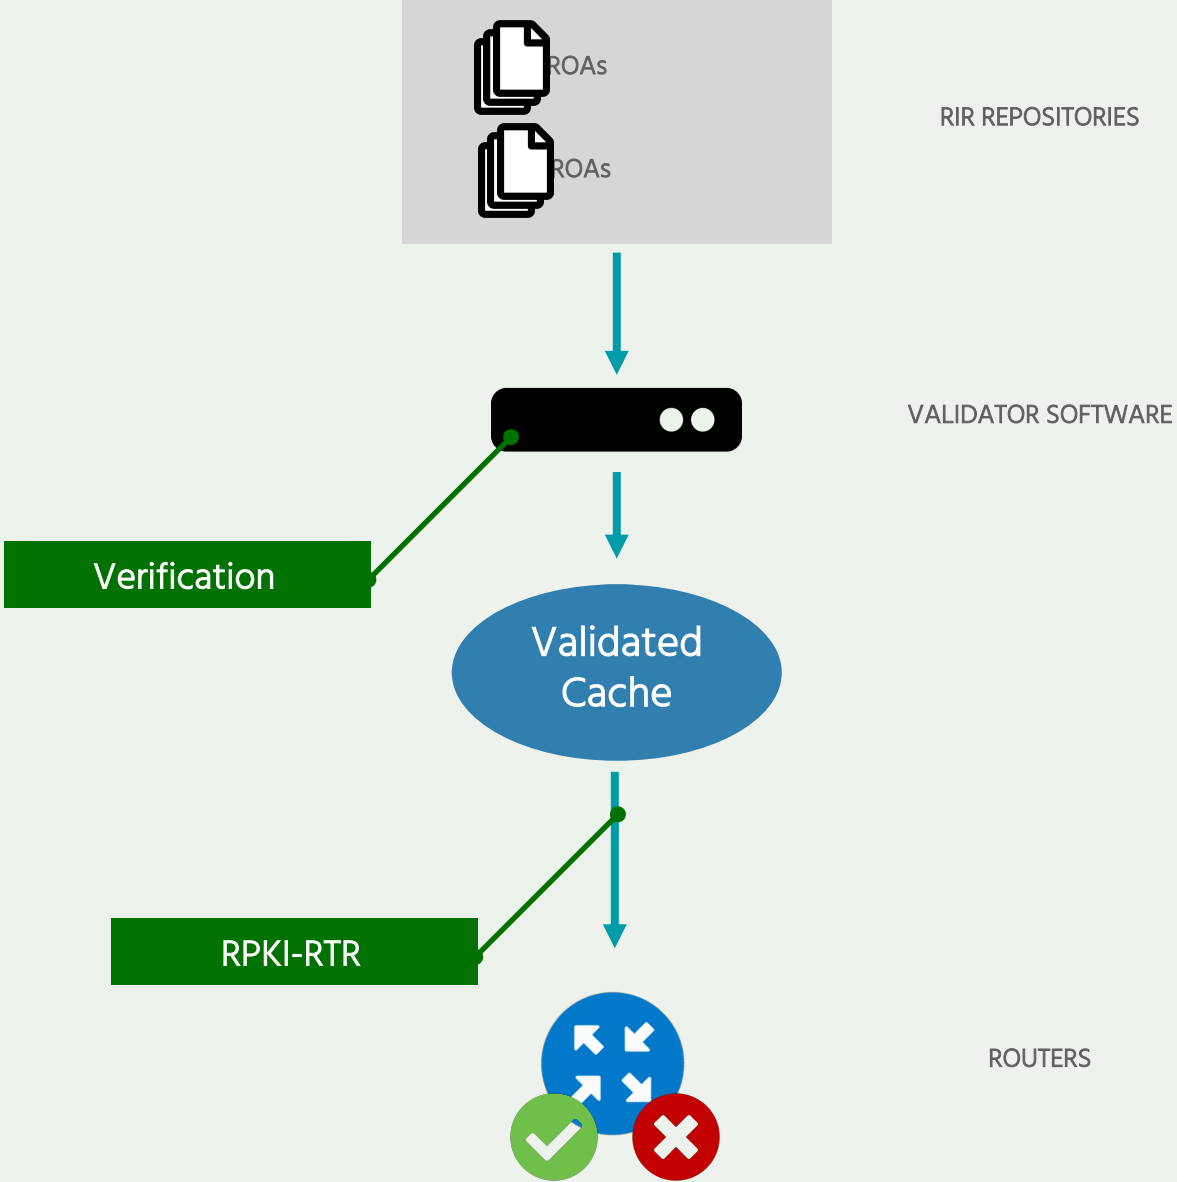 ROAs
RIR REPOSITORIES
ROAs
VALIDATOR SOFTWARE
Verification
Validated
Cache
RPKI-RTR
ROUTERS